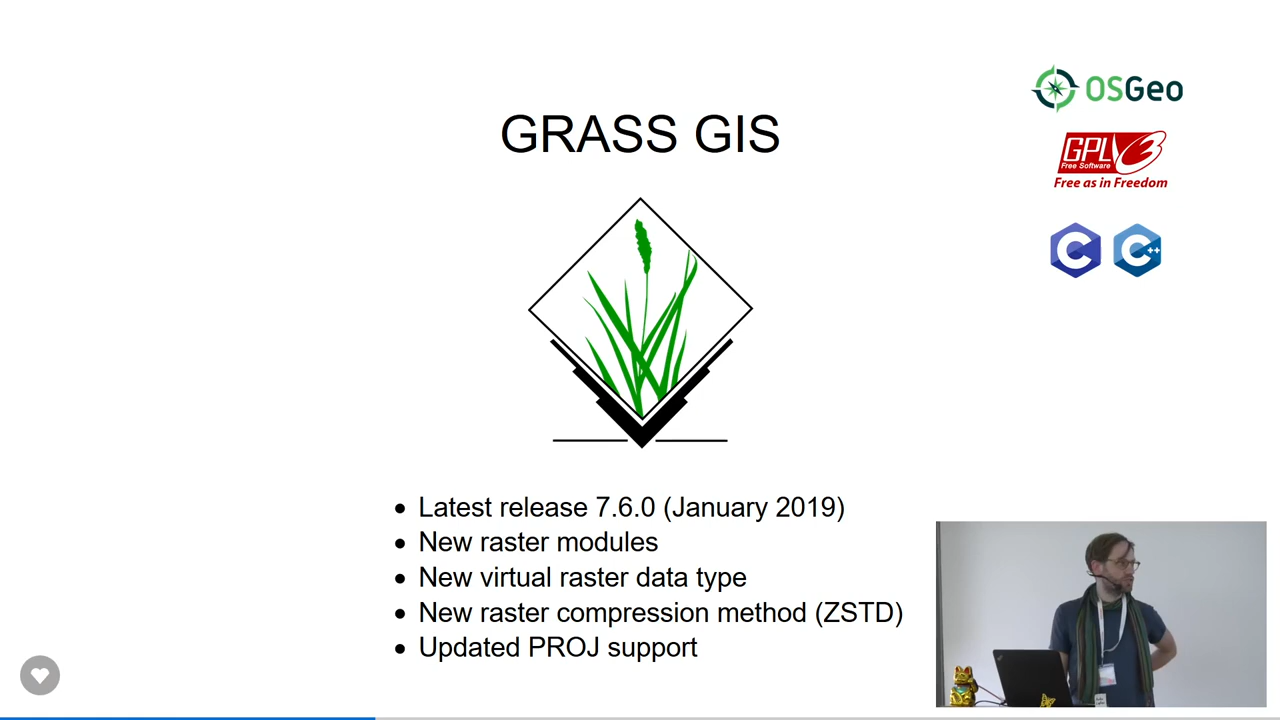 OSGeo
GRASS GIS
GPL
Free Software
Free as in Freedom
C
C++
Latest release 7.6.0 (January 2019)
New raster modules
New virtual raster data type
New raster compression method (ZSTD)
Updated PROJ support